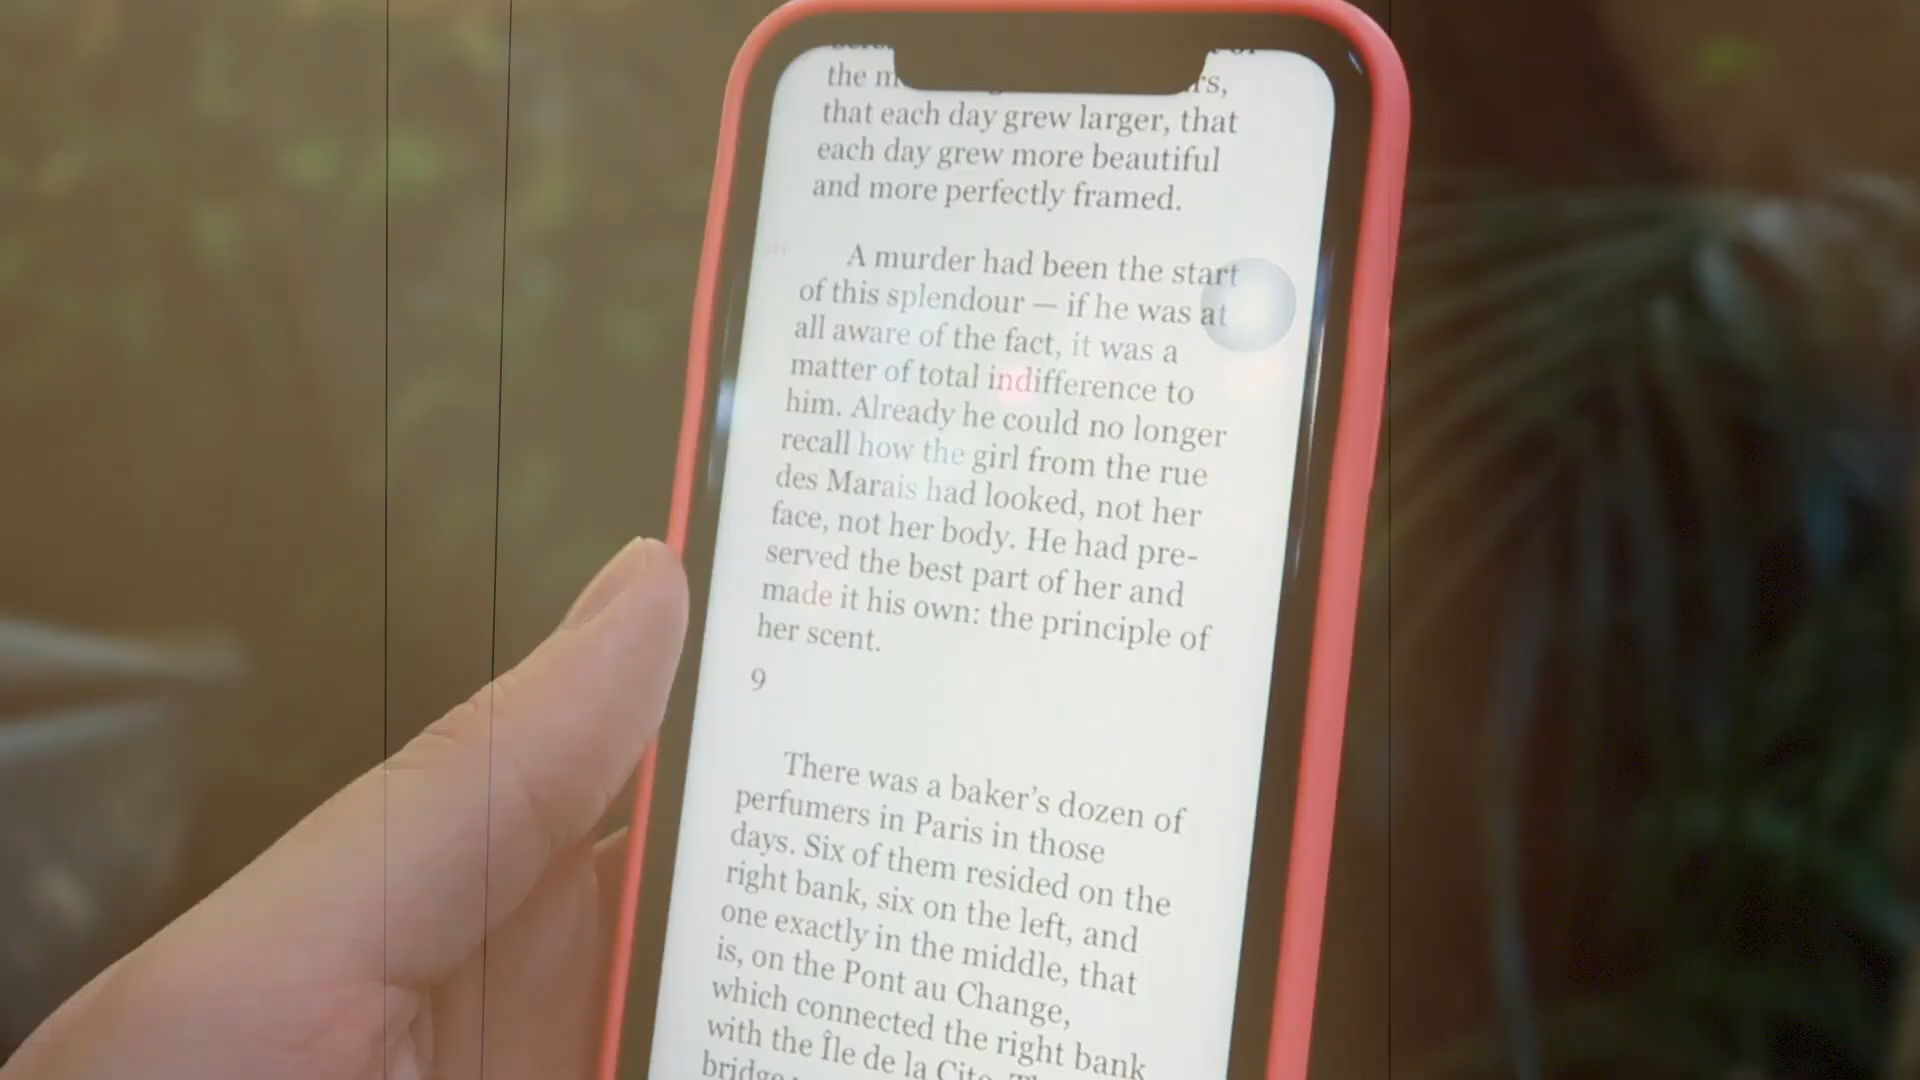 the
that each day grew larger, that
each day grew more beautiful
and more perfectly framed.
A murder had been the start
of this splendour — if he was at
all aware of the fact, it was a
matter of total indifference to
him. Already he could no longer
recall how the girl from the rue
des Marais had looked, not her
face, not her body. He had pre-
served the best part of her and
made it his own: the principle of
her scent.
9
There was a baker's dozen of
perfumers in Paris in those
days. Six of them resided on the
right bank, six on the left, and
one exactly in the middle, that
is, on the Pont au Change,
which connected the right bank
with the Île de la Cite.
bridge